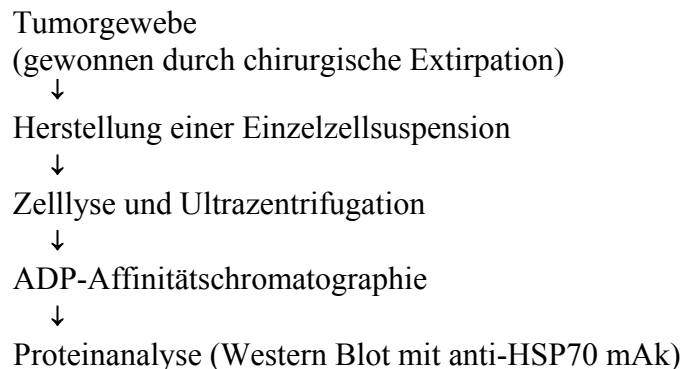 Tumorgewebe
(gewonnen durch chirurgische Extirpation)
↓
Herstellung einer Einzelzellsuspension
↓
Zelllyse und Ultrazentrifugation
↓
ADP-Affinitätschromatographie
↓
Proteinanalyse (Western Blot mit anti-HSP70 mAk)